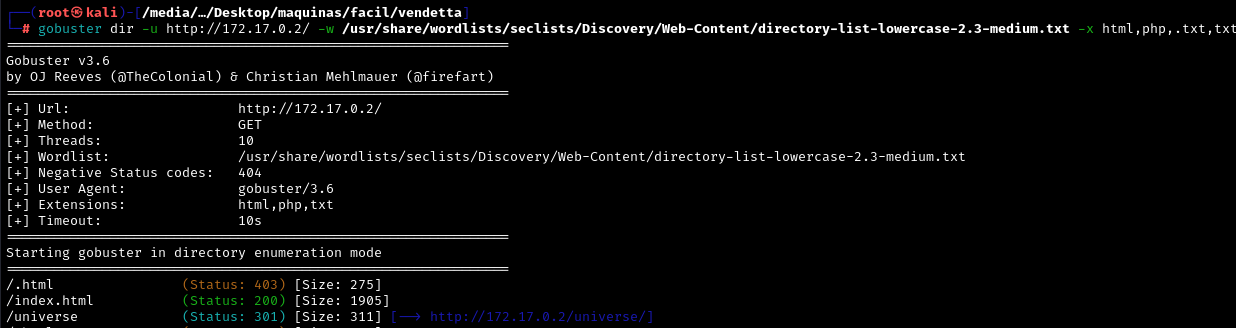 ┌──(root㉿kali)-[/media/…/Desktop/maquinas/facil/vendetta]
└─# gobuster dir -u http://172.17.0.2/ -w /usr/share/wordlists/seclists/Discovery/Web-Content/directory-list-lowercase-2.3-medium.txt -x html,php,.txt,txt
===============================================================
Gobuster v3.6
by OJ Reeves (@TheColonial) & Christian Mehlmauer (@firefart)
===============================================================
[+] Url:                     http://172.17.0.2/
[+] Method:                  GET
[+] Threads:                 10
[+] Wordlist:                /usr/share/wordlists/seclists/Discovery/Web-Content/directory-list-lowercase-2.3-medium.txt
[+] Negative Status codes:   404
[+] User Agent:              gobuster/3.6
[+] Extensions:              html,php,txt
[+] Timeout:                 10s
===============================================================
Starting gobuster in directory enumeration mode
===============================================================
/.html                (Status: 403) [Size: 275]
/index.html           (Status: 200) [Size: 1905]
/universe             (Status: 301) [Size: 311] [--> http://172.17.0.2/universe/]